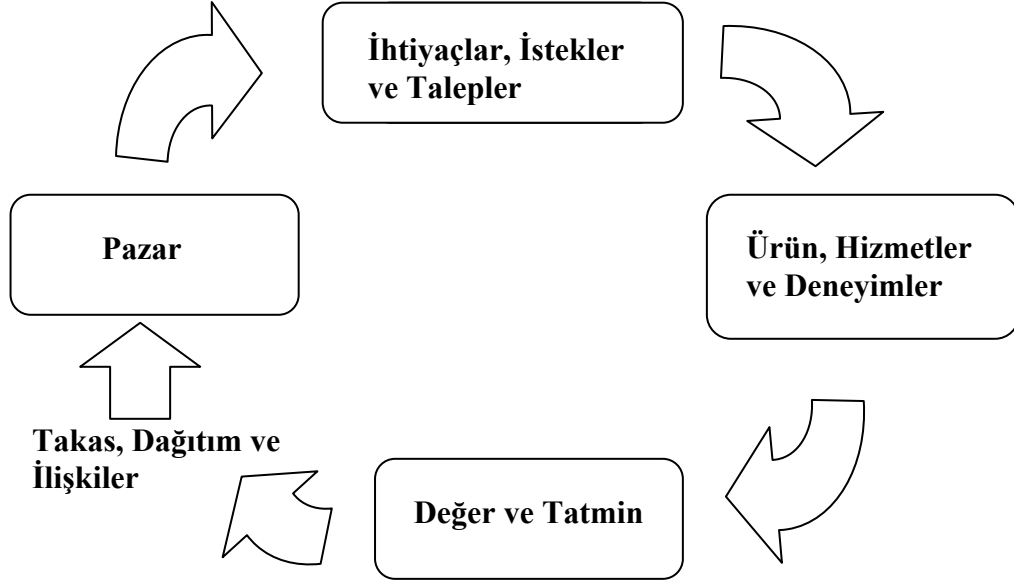 İhtiyaçlar, İstekler
ve Talepler
Pazar
Ürün, Hizmetler
ve Deneyimler
Takas, Dağıtım ve
İlişkiler
Değer ve Tatmin